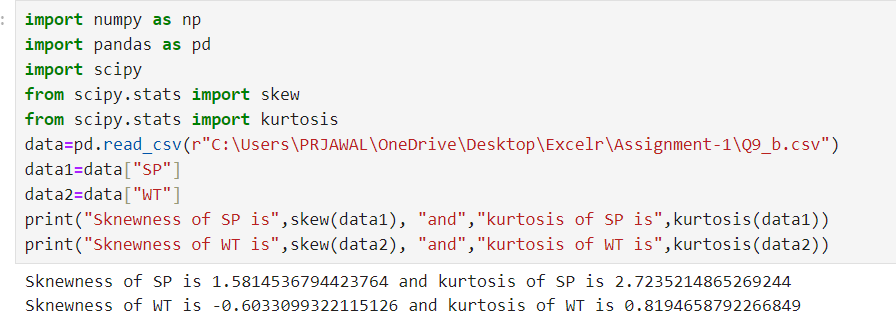 :
import numpy as np
import pandas as pd
import scipy
from scipy.stats import skew
from scipy.stats import kurtosis
data=pd.read_csv(r"C:\Users\PRJAWAL\OneDrive\Desktop\Excelr\Assignment-1\Q9_b.csv")
data1=data["SP"]
data2=data["WT"]
print("Sknewness of SP is",skew(data1), "and","kurtosis of SP is",kurtosis(data1))
print("Sknewness of WT is",skew(data2), "and","kurtosis of WT is",kurtosis(data2))
Sknewness of SP is 1.5814536794423764 and kurtosis of SP is 2.7235214865269244
Sknewness of WT is -0.6033099322115126 and kurtosis of WT is 0.8194658792266849